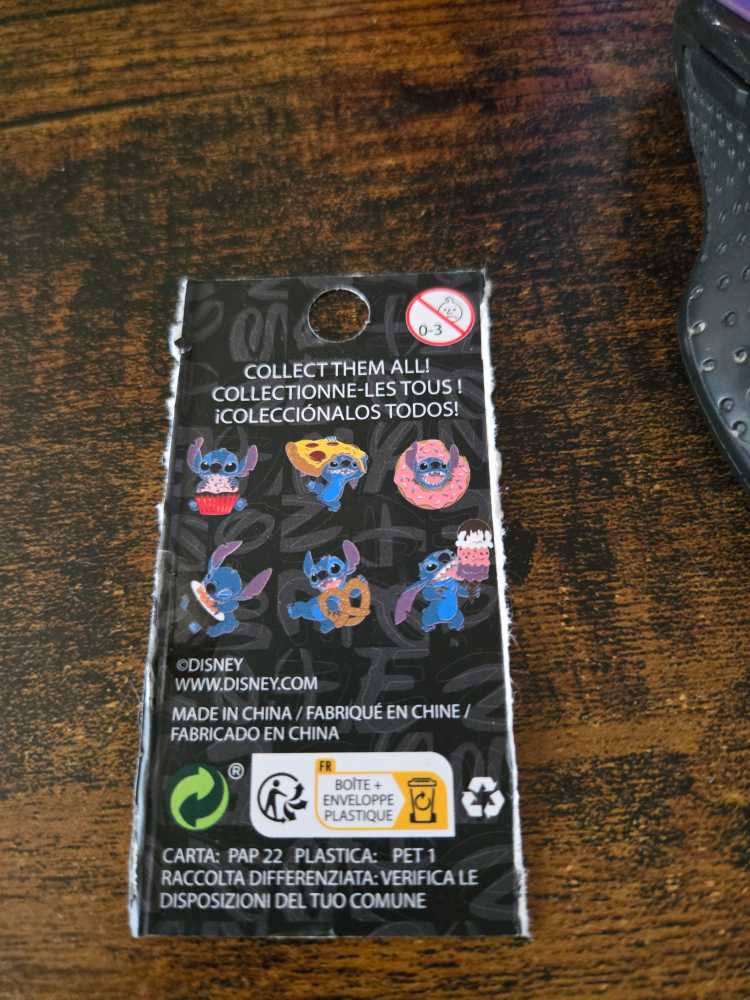 0-3
COLLECT THEM ALL!
COLLECTIONNE-LES TOUS !
¡COLECCIÓNALOS TODOS!
©DISNEY
WWW.DISNEY.COM
MADE IN CHINA / FABRIQUÉ EN CHINE /
FABRICADO EN CHINA
®
FR
BOÎTE +
ENVELOPPE
PLASTIQUE
CARTA: PAP 22 PLASTICA: PET 1
RACCOLTA DIFFERENZIATA: VERIFICA LE
DISPOSIZIONI DEL TUO COMUNE